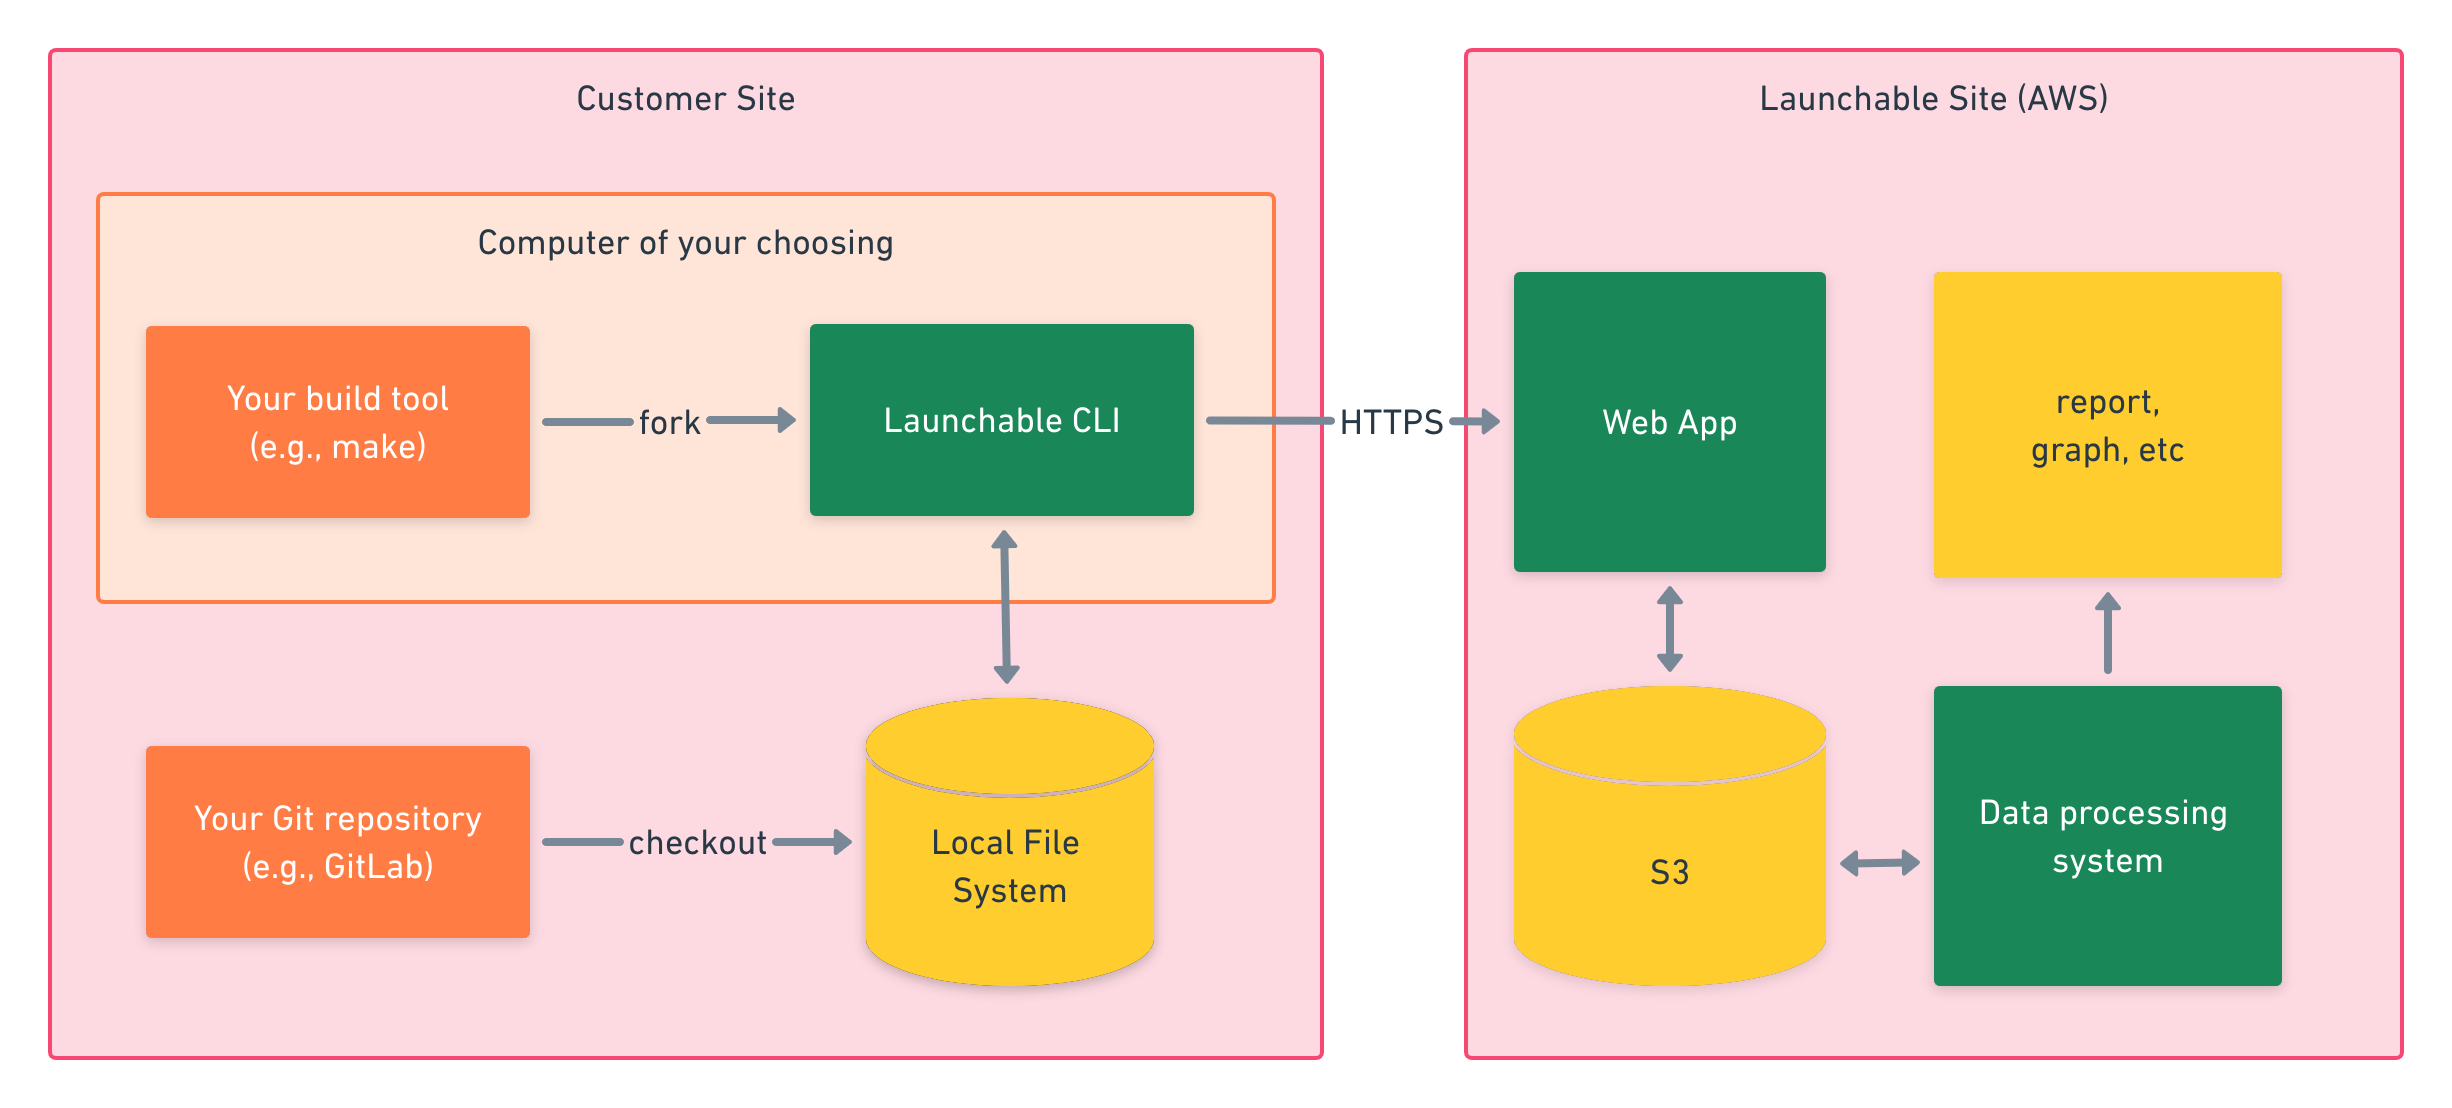 Customer Site
Computer of your choosing
Your build tool
(e.g., make)
fork
Launchable CLI
HTTPS
Your Git repository
(e.g., GitLab)
checkout
Local File
System
Launchable Site (AWS)
Web App
report,
graph, etc
S3
Data processing
system